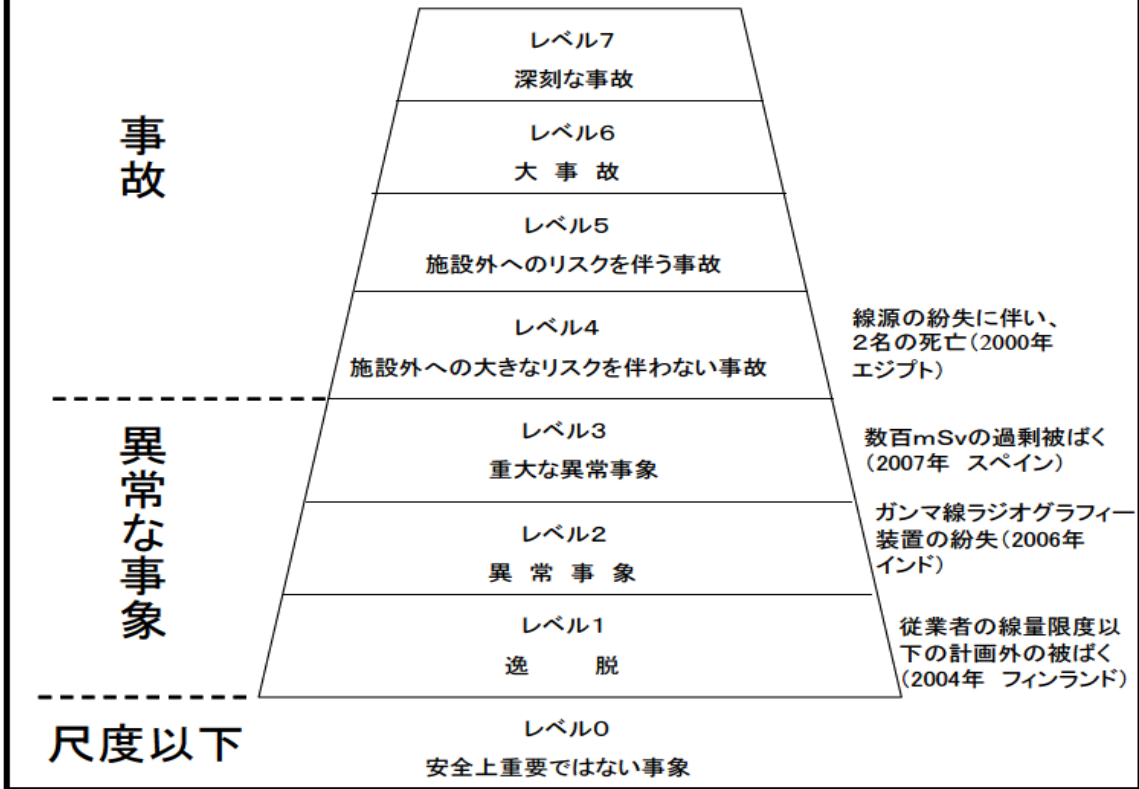 事故
レベル7
深刻な事故
レベル6
大 事 故
レベル5
施設外へのリスクを伴う事故
レベル4
施設外への大きなリスクを伴わない事故
線源の紛失に伴い、
2名の死亡(2000年
エジプト)
異常な事象
レベル3
重大な異常事象
数百mSvの過剰被ばく
(2007年 スペイン)
レベル2
異 常 事 象
ガンマ線ラジオグラフィー
装置の紛失(2006年
インド)
レベル1
逸 脱
従業者の線量限度以
下の計画外の被ばく
(2004年 フィンランド)
尺度以下
レベル0
安全上重要ではない事象